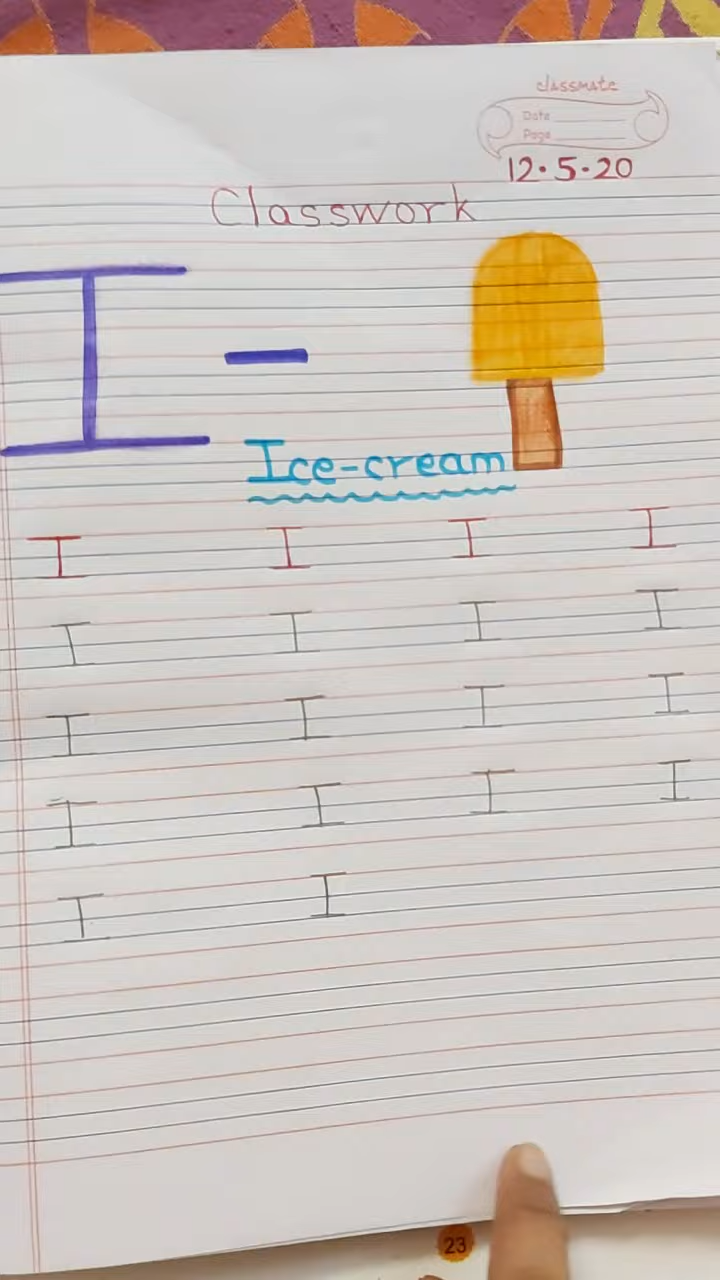 classmate
Date
Page
12.5.20
Classwork
I -
Ice-cream
I I I I
I I I I
I I I I
I I I I
I I
23